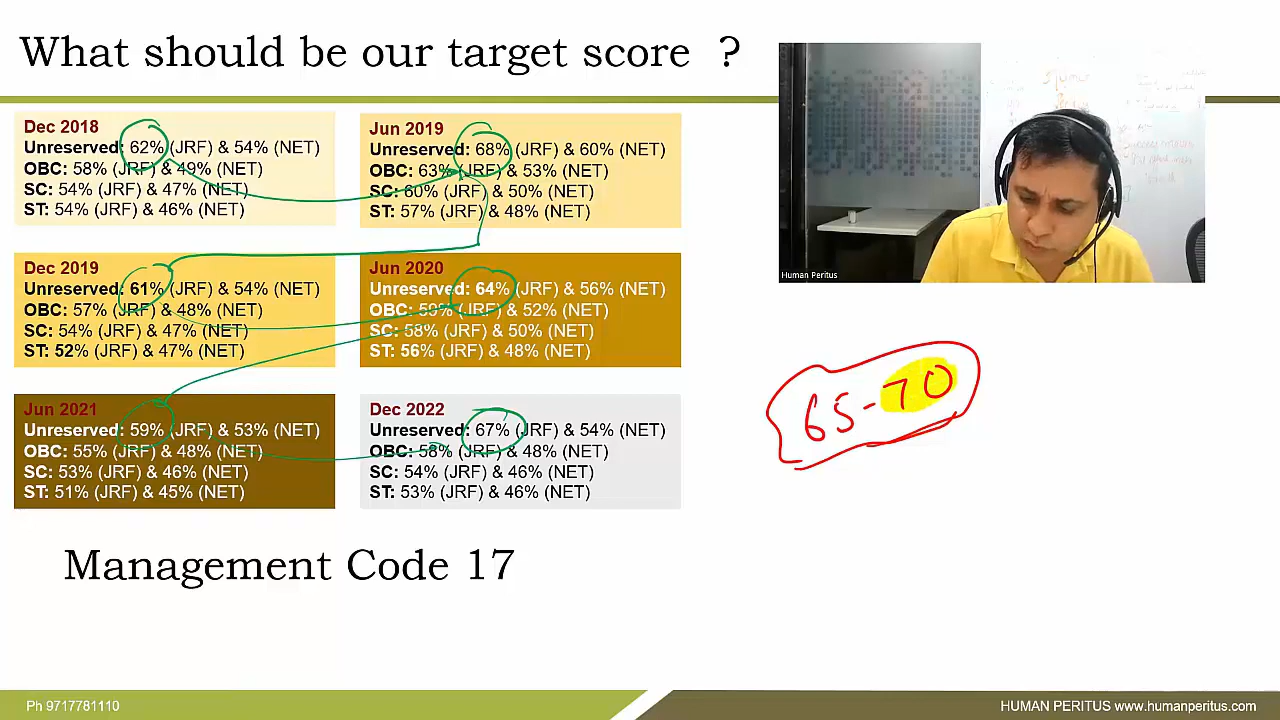 What should be our target score ?
Dec 2018
Unreserved: 62% (JRF) & 54% (NET)
OBC: 58% (JRF) & 49% (NET)
SC: 54% (JRF) & 47% (NET)
ST: 54% (JRF) & 46% (NET)
Jun 2019
Unreserved: 68% (JRF) & 60% (NET)
OBC: 63% (JRF) & 53% (NET)
SC: 60% (JRF) & 50% (NET)
ST: 57% (JRF) & 48% (NET)
Dec 2019
Unreserved: 61% (JRF) & 54% (NET)
OBC: 57% (JRF) & 48% (NET)
SC: 54% (JRF) & 47% (NET)
ST: 52% (JRF) & 47% (NET)
Jun 2020
Unreserved: 64% (JRF) & 56% (NET)
OBC: 59% (JRF) & 52% (NET)
SC: 58% (JRF) & 50% (NET)
ST: 56% (JRF) & 48% (NET)
Jun 2021
Unreserved: 59% (JRF) & 53% (NET)
OBC: 55% (JRF) & 48% (NET)
SC: 53% (JRF) & 46% (NET)
ST: 51% (JRF) & 45% (NET)
Dec 2022
Unreserved: 67% (JRF) & 54% (NET)
OBC: 58% (JRF) & 48% (NET)
SC: 54% (JRF) & 46% (NET)
ST: 53% (JRF) & 46% (NET)
Human Peritus
65-70
Management Code 17
Ph 9717781110
HUMAN PERITUS www.humanperitus.com